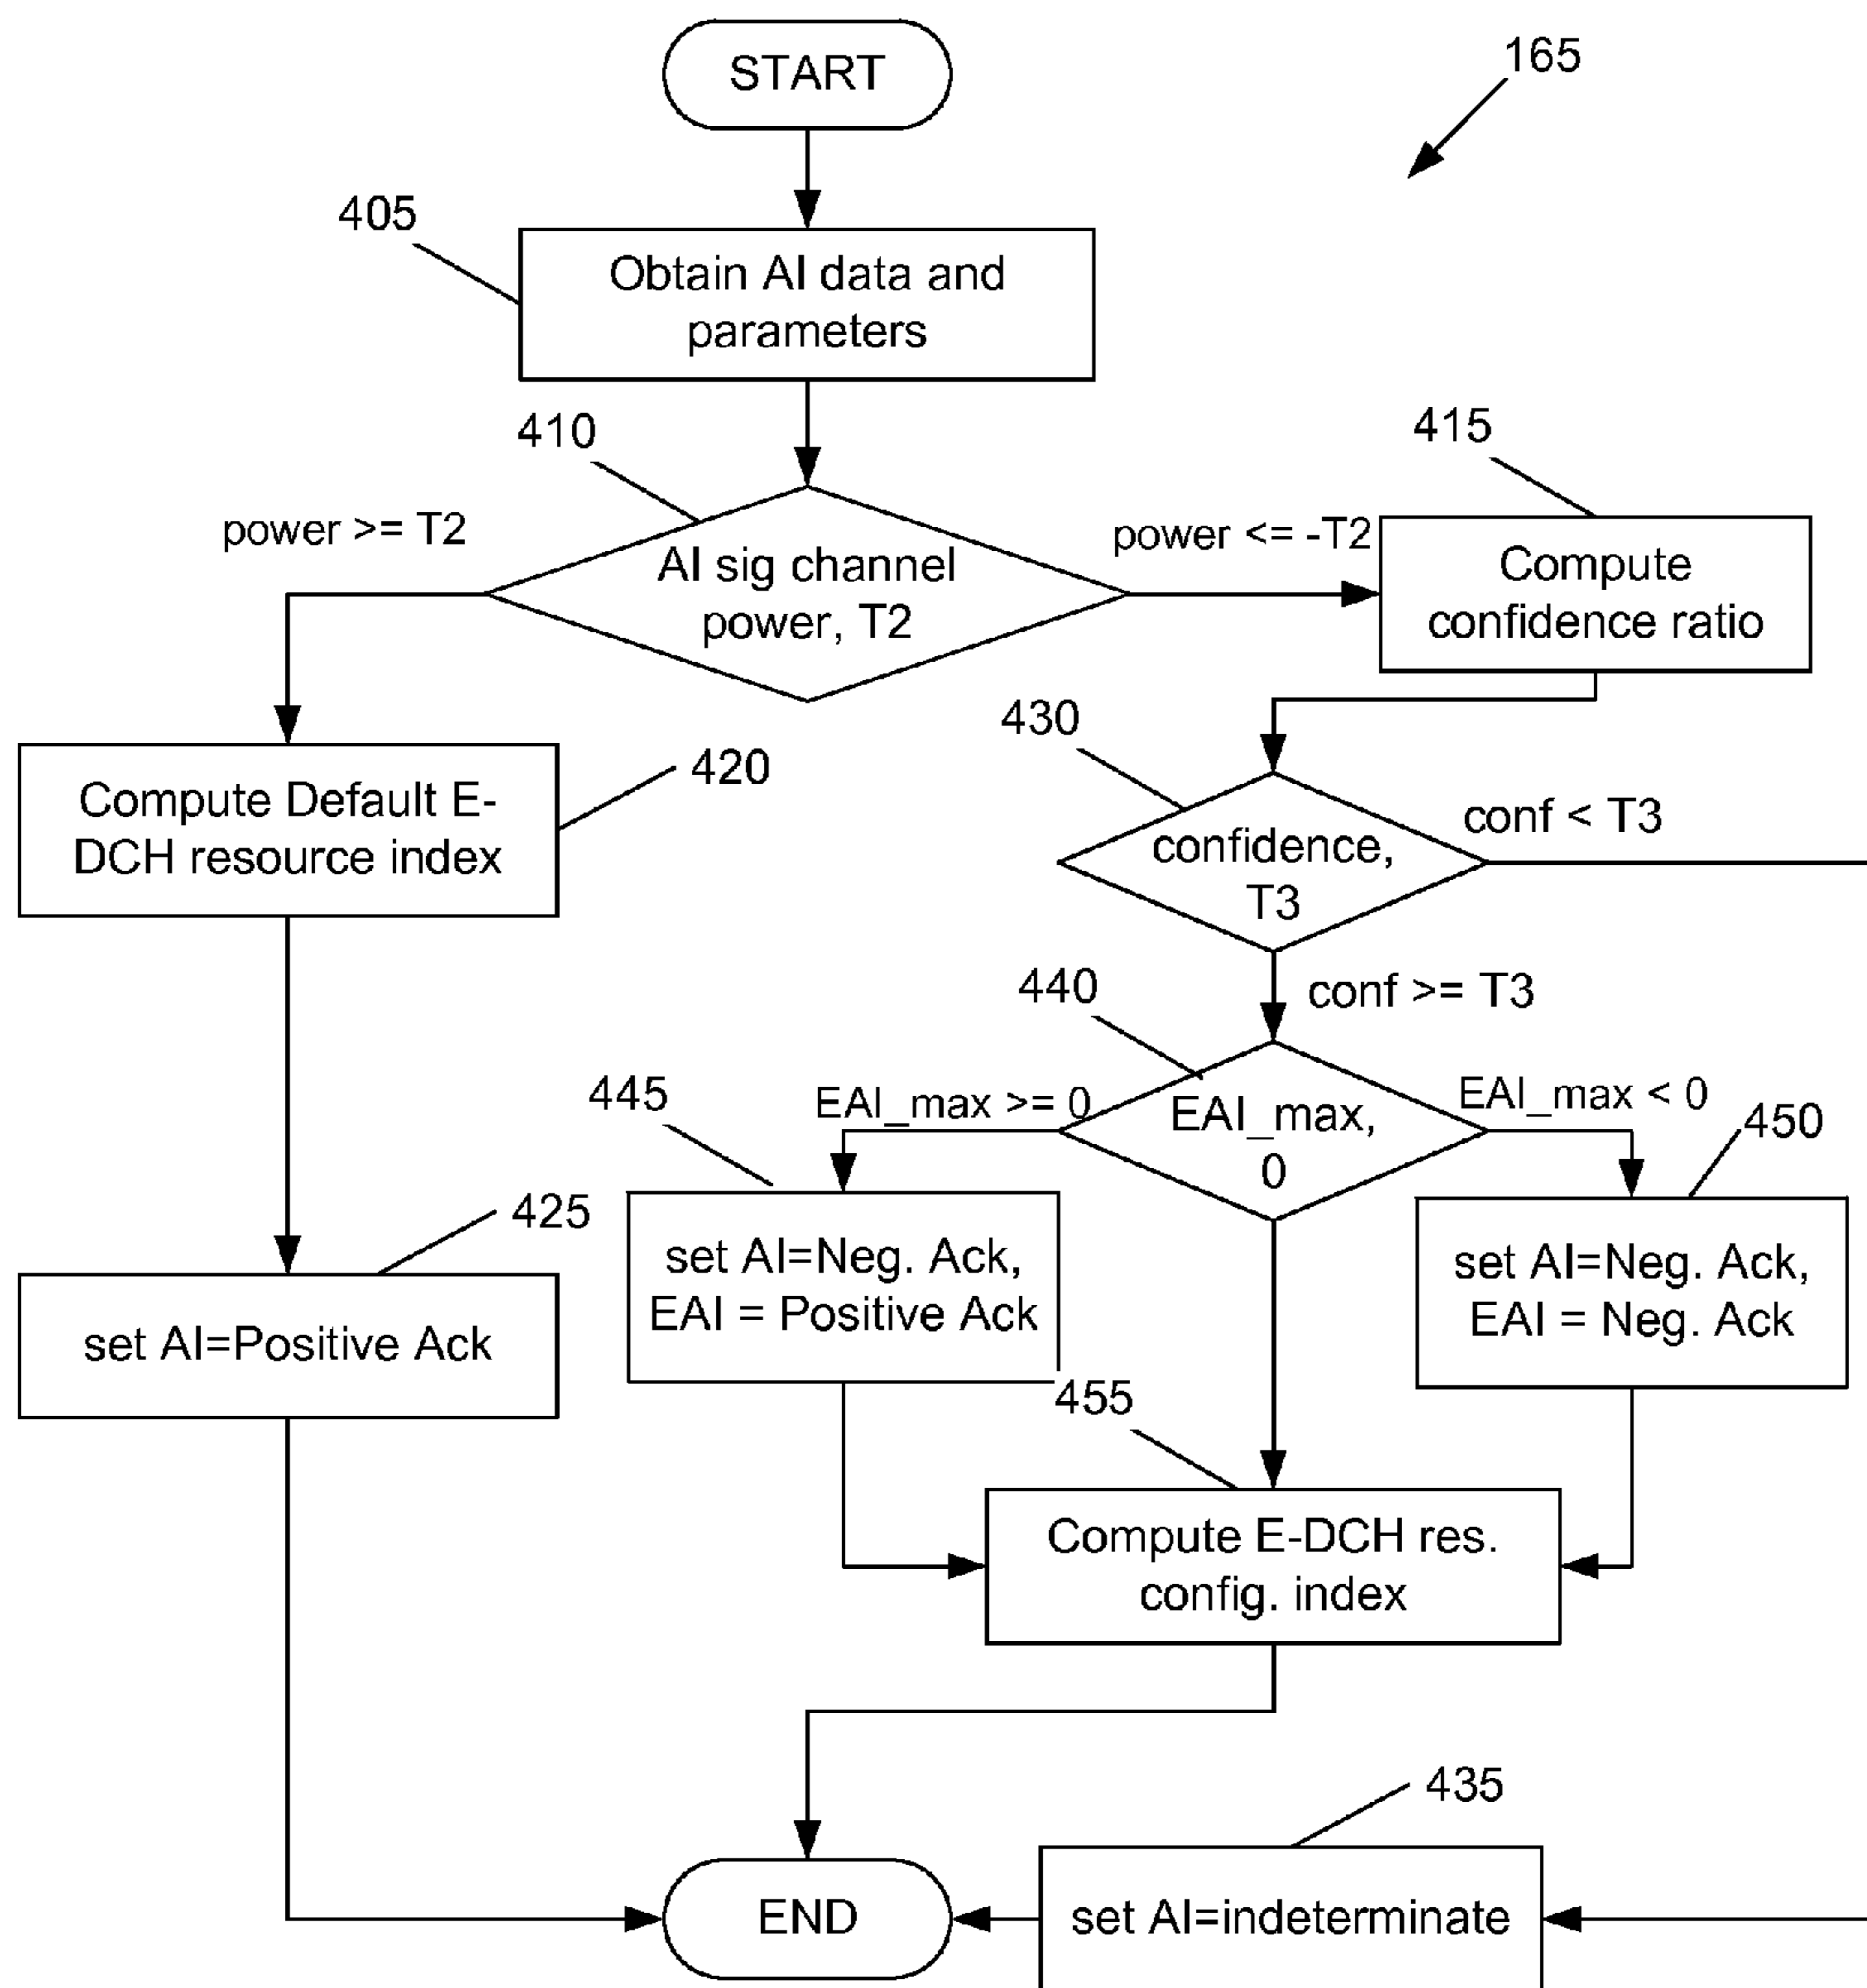 START
165
405
Obtain AI data and
parameters
410
415
power >= T2
power <= -T2
AI sig channel
power, T2
Compute
confidence ratio
430
420
Compute Default E-
DCH resource index
conf < T3
confidence,
T3
440
conf >= T3
445
EAI_max >= 0
EAI_max < 0
450
EAI_max,
0
425
set AI=Neg. Ack,
EAI = Positive Ack
set AI=Neg. Ack,
EAI = Neg. Ack
set AI=Positive Ack
455
Compute E-DCH res.
config. index
435
END
set AI=indeterminate